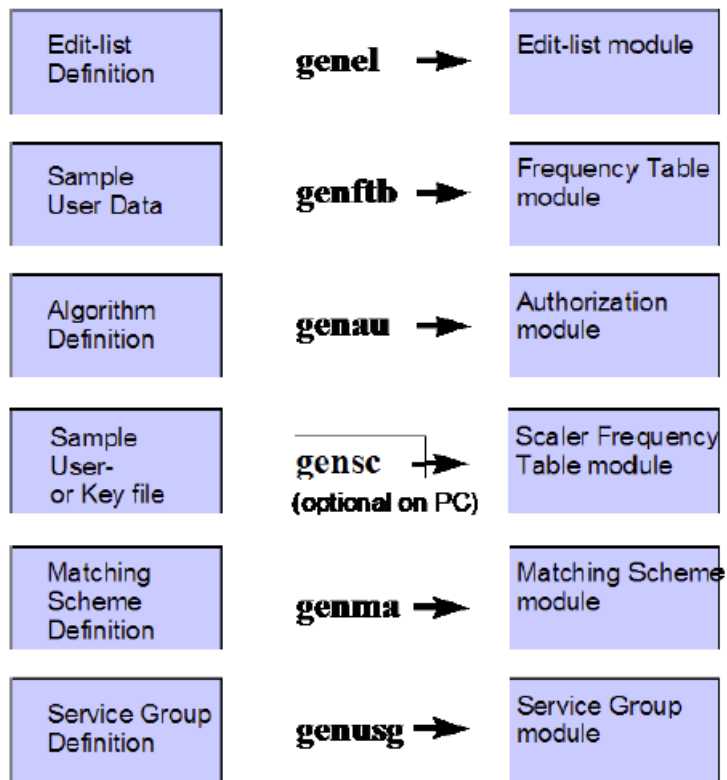 Edit-list
Definition
genel
Edit-list module
Sample
User Data
genftb
Frequency Table
module
Algorithm
Definition
genau
Authorization
module
Sample
User-
or Key file
gensc
(optional on PC)
Scaler Frequency
Table module
Matching
Scheme
Definition
genma
Matching Scheme
module
Service Group
Definition
genusg
Service Group
module